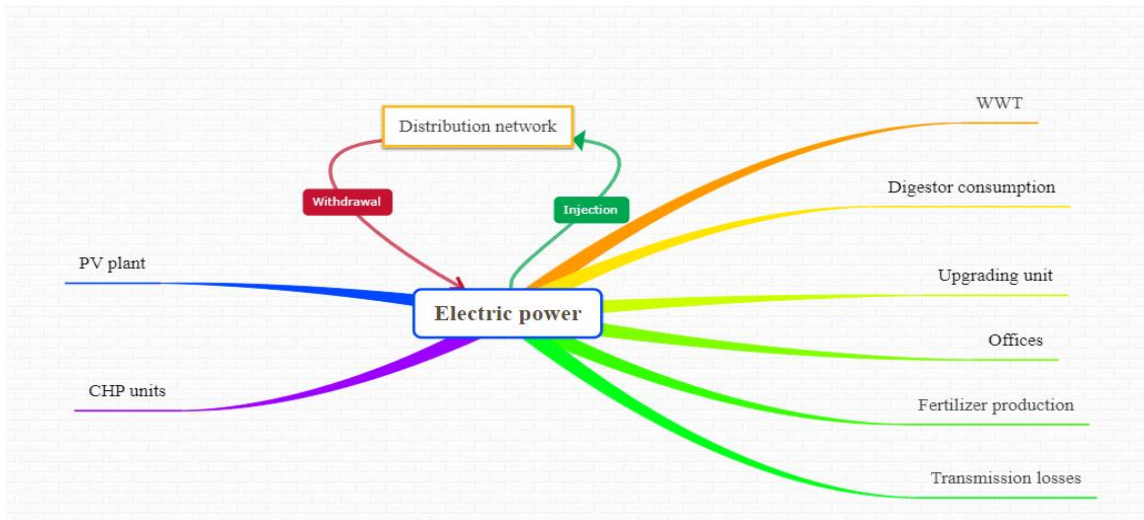 WWT
Distribution network
Digestor consumption
Withdrawal
Injection
PV plant
Upgrading unit
Electric power
Offices
CHP units
Fertilizer production
Transmission losses